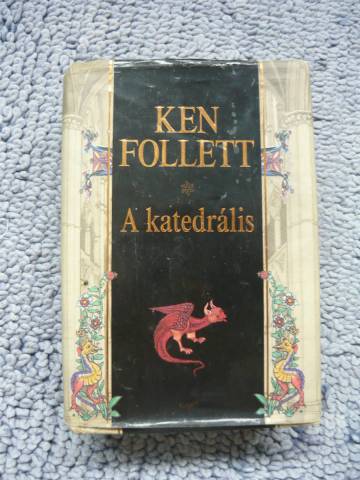 KEN
FOLLETT
A katedrális